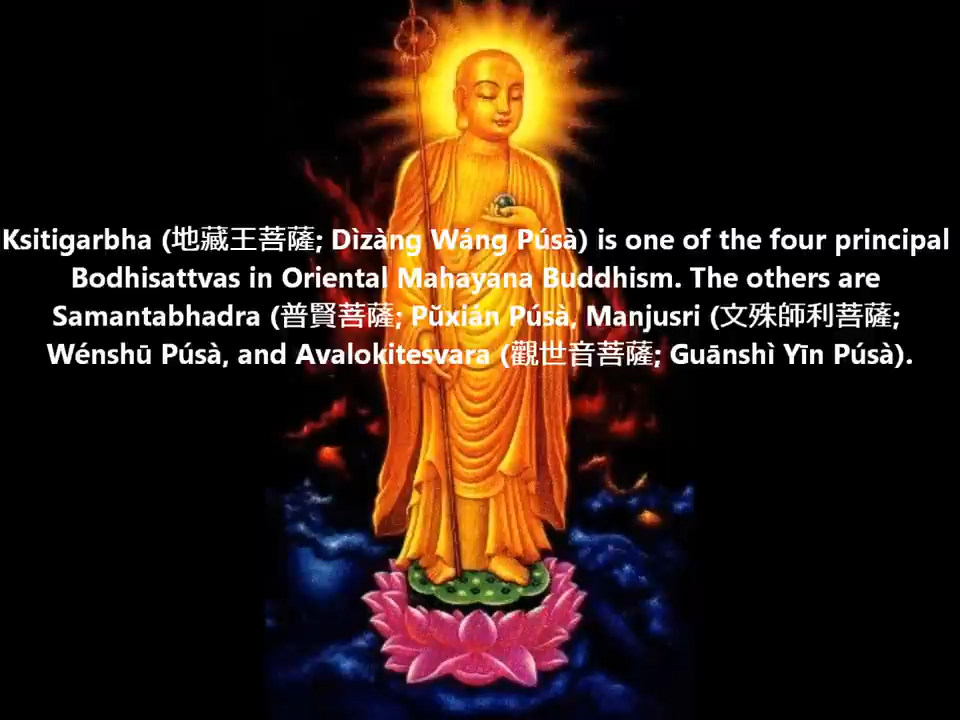 Ksitigarbha (地藏王菩薩; Dìzàng Wáng Púsà) is one of the four principal
Bodhisattvas in Oriental Mahayana Buddhism. The others are
Samantabhadra (普賢菩薩; Pŭxián Púsà, Manjusri (文殊師利菩薩;
Wénshū Púsà, and Avalokitesvara (觀世音菩薩; Guānshì Yīn Púsà).